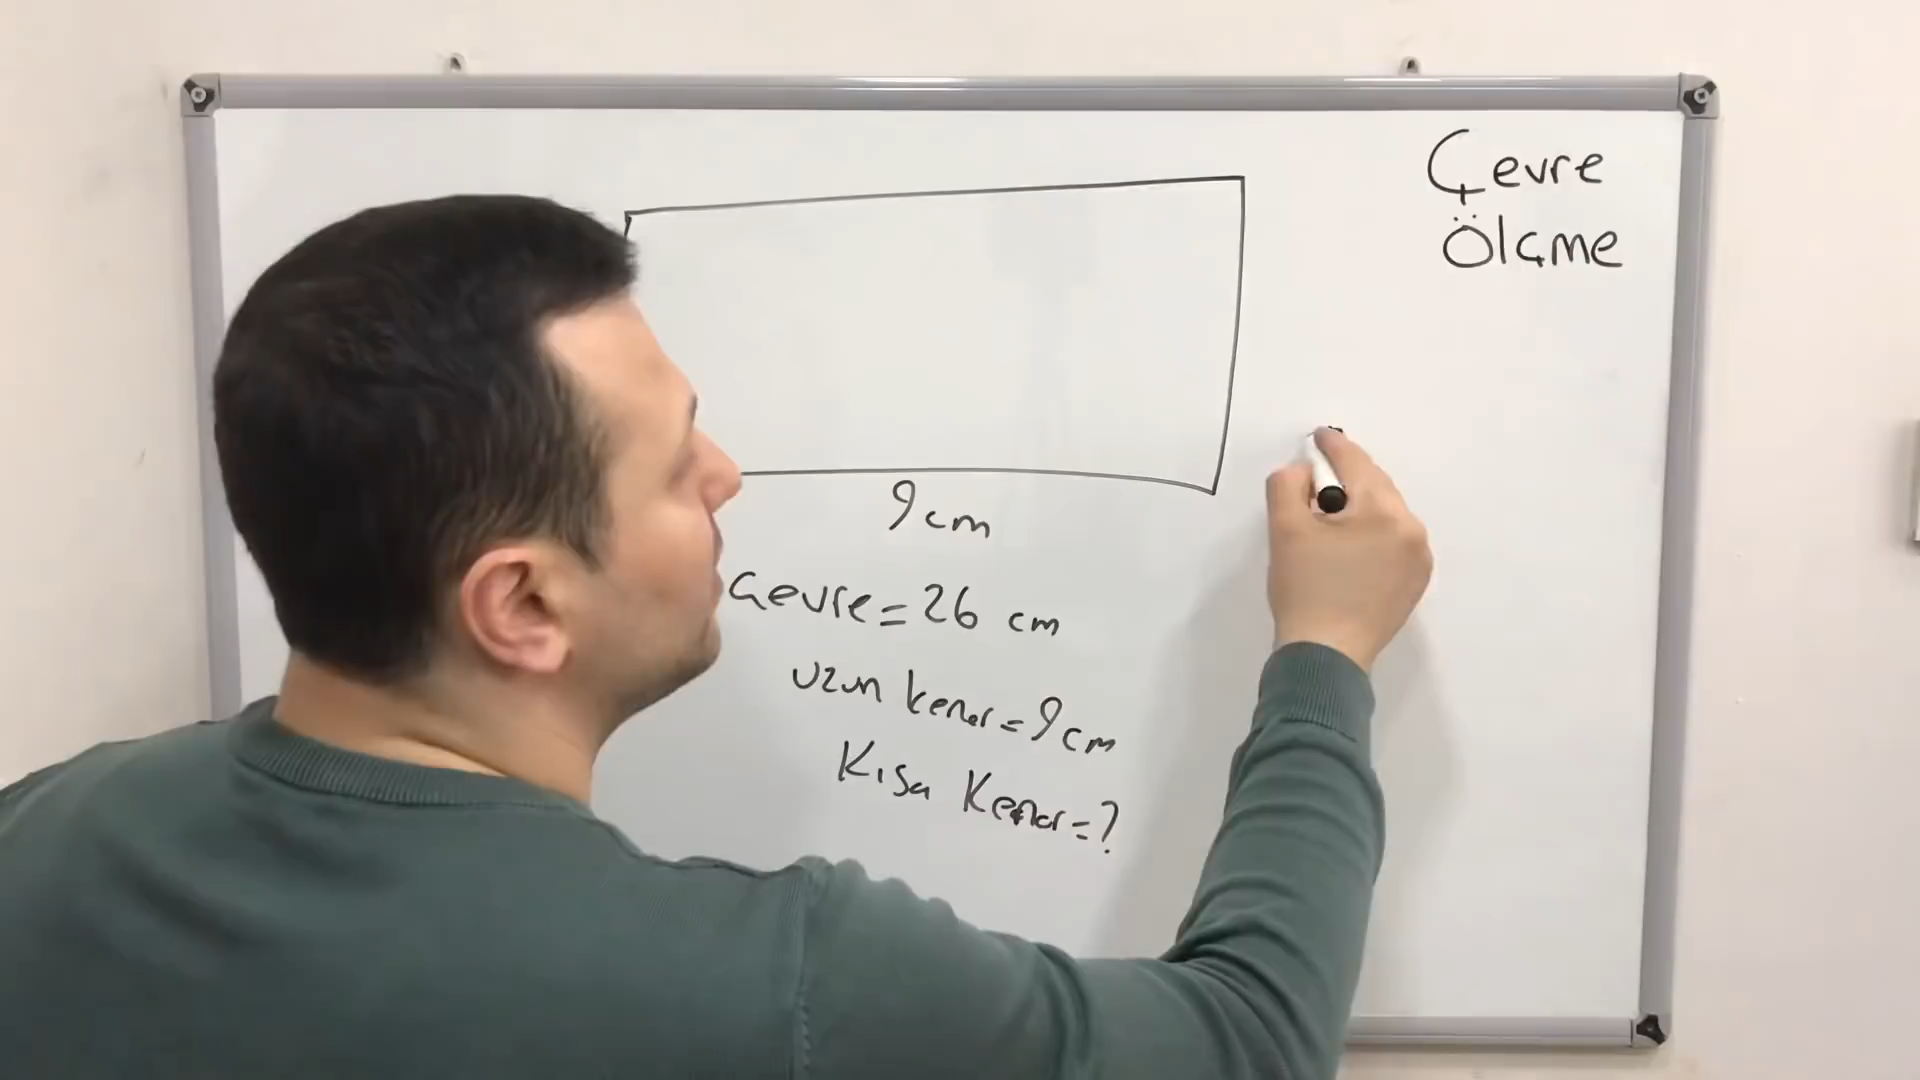 Çevre
Ölçme
9 cm
Çevre = 26 cm
uzun kenar = 9 cm
Kısa Kenar = ?